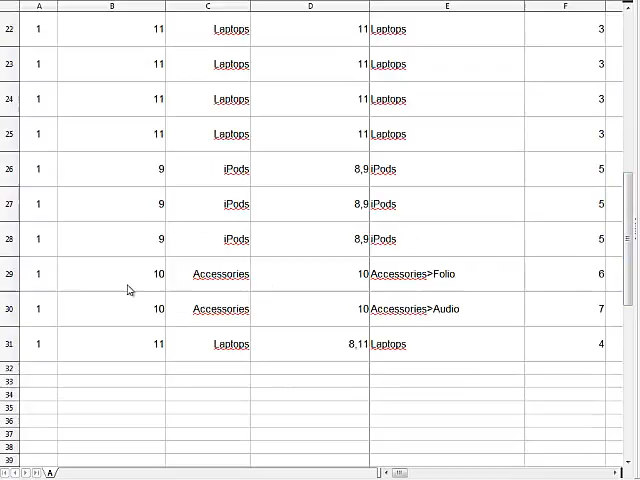 A B C D E F
22 1 11 Laptops 11 Laptops 3
23 1 11 Laptops 11 Laptops 3
24 1 11 Laptops 11 Laptops 3
25 1 11 Laptops 11 Laptops 3
26 1 9 iPods 8,9 iPods 5
27 1 9 iPods 8,9 iPods 5
28 1 9 iPods 8,9 iPods 5
29 1 10 Accessories 10 Accessories>Folio 6
30 1 10 Accessories 10 Accessories>Audio 7
31 1 11 Laptops 8,11 Laptops 4
32
33
34
35
36
37
38
39
A